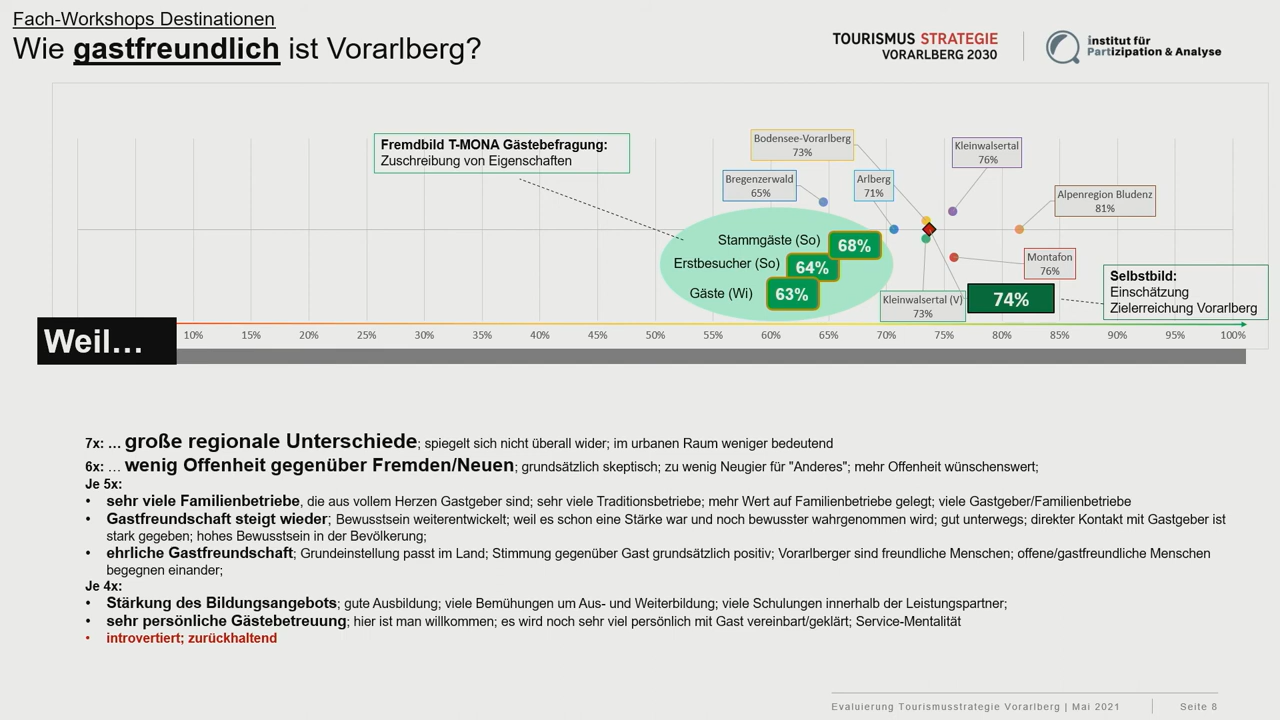 Fach-Workshops Destinationen
Wie gastfreundlich ist Vorarlberg?
TOURISMUS STRATEGIE
VORARLBERG 2030
institut für
Partizipation & Analyse
Fremdbild T-MONA Gästebefragung:
Zuschreibung von Eigenschaften
Bodensee-Vorarlberg
73%
Kleinwalsertal
76%
Bregenzerwald
65%
Arlberg
71%
Alpenregion Bludenz
81%
Stammgäste (So)
68%
Erstbesucher (So)
64%
Gäste (Wi)
63%
Montafon
76%
Kleinwalsertal (V)
73%
74%
Selbstbild:
Einschätzung
Zielerreichung Vorarlberg
Weil…
10% 15% 20% 25% 30% 35% 40% 45% 50% 55% 60% 65% 70% 75% 80% 85% 90% 95% 100%
7x: … große regionale Unterschiede; spiegelt sich nicht überall wider; im urbanen Raum weniger bedeutend
6x: … wenig Offenheit gegenüber Fremden/Neuen; grundsätzlich skeptisch; zu wenig Neugier für "Anderes"; mehr Offenheit wünschenswert;
Je 5x:
• sehr viele Familienbetriebe, die aus vollem Herzen Gastgeber sind; sehr viele Traditionsbetriebe; mehr Wert auf Familienbetriebe gelegt; viele Gastgeber/Familienbetriebe
• Gastfreundschaft steigt wieder; Bewusstsein weiterentwickelt; weil es schon eine Stärke war und noch bewusster wahrgenommen wird; gut unterwegs; direkter Kontakt mit Gastgeber ist
stark gegeben; hohes Bewusstsein in der Bevölkerung;
• ehrliche Gastfreundschaft; Grundeinstellung passt im Land; Stimmung gegenüber Gast grundsätzlich positiv; Vorarlberger sind freundliche Menschen; offene/gastfreundliche Menschen
begegnen einander;
Je 4x:
• Stärkung des Bildungsangebots; gute Ausbildung; viele Bemühungen um Aus- und Weiterbildung; viele Schulungen innerhalb der Leistungspartner;
• sehr persönliche Gästebetreuung; hier ist man willkommen; es wird noch sehr viel persönlich mit Gast vereinbart/geklärt; Service-Mentalität
• introvertiert; zurückhaltend
Evaluierung Tourismusstrategie Vorarlberg | Mai 2021
Seite 8